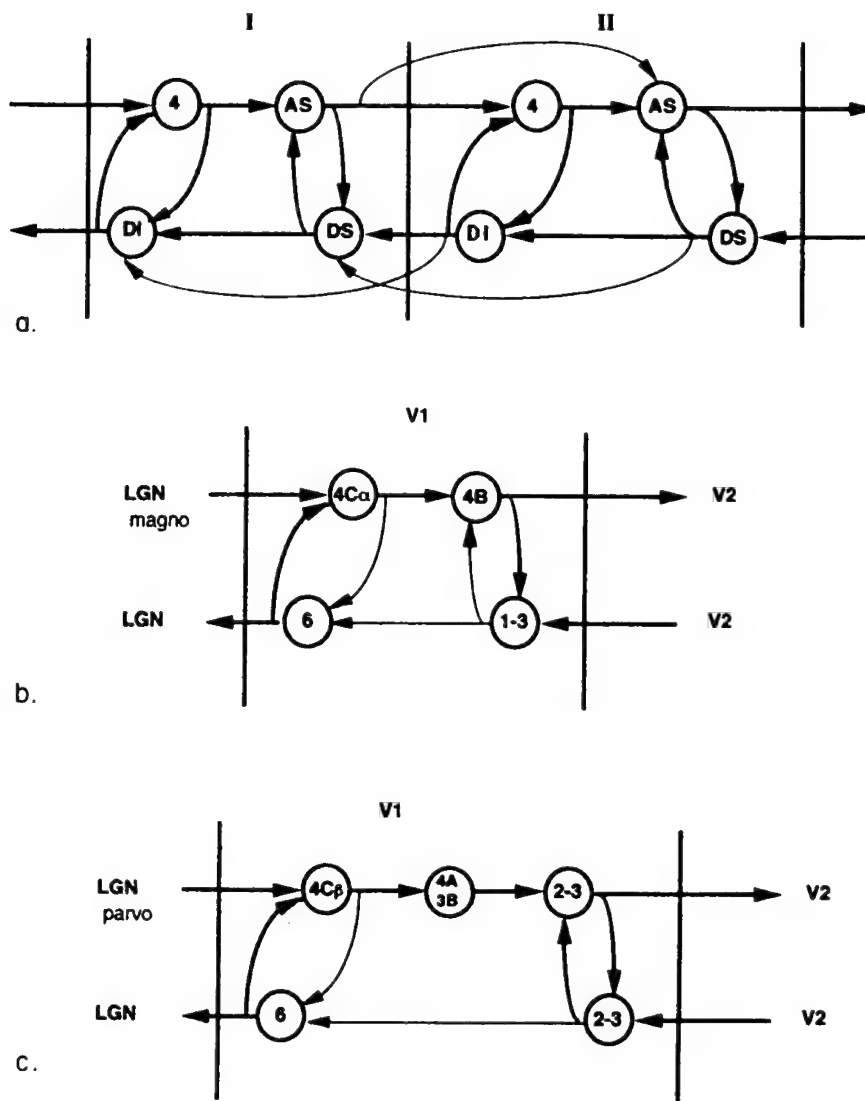 I II
4 AS 4 AS
DI DS DI DS
a.
V1
LGN magno 4Cα 4B V2
LGN 6 1-3 V2
b.
V1
LGN parvo 4Cβ 4A 3B 2-3 V2
LGN 6 2-3 V2
c.